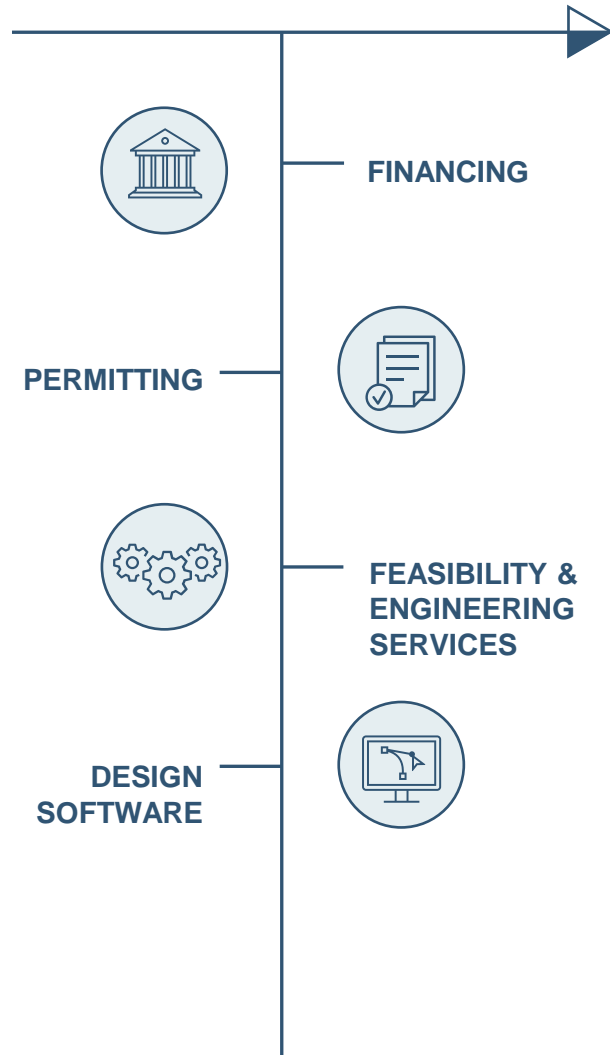 FINANCING
PERMITTING
FEASIBILITY &
ENGINEERING
SERVICES
DESIGN
SOFTWARE